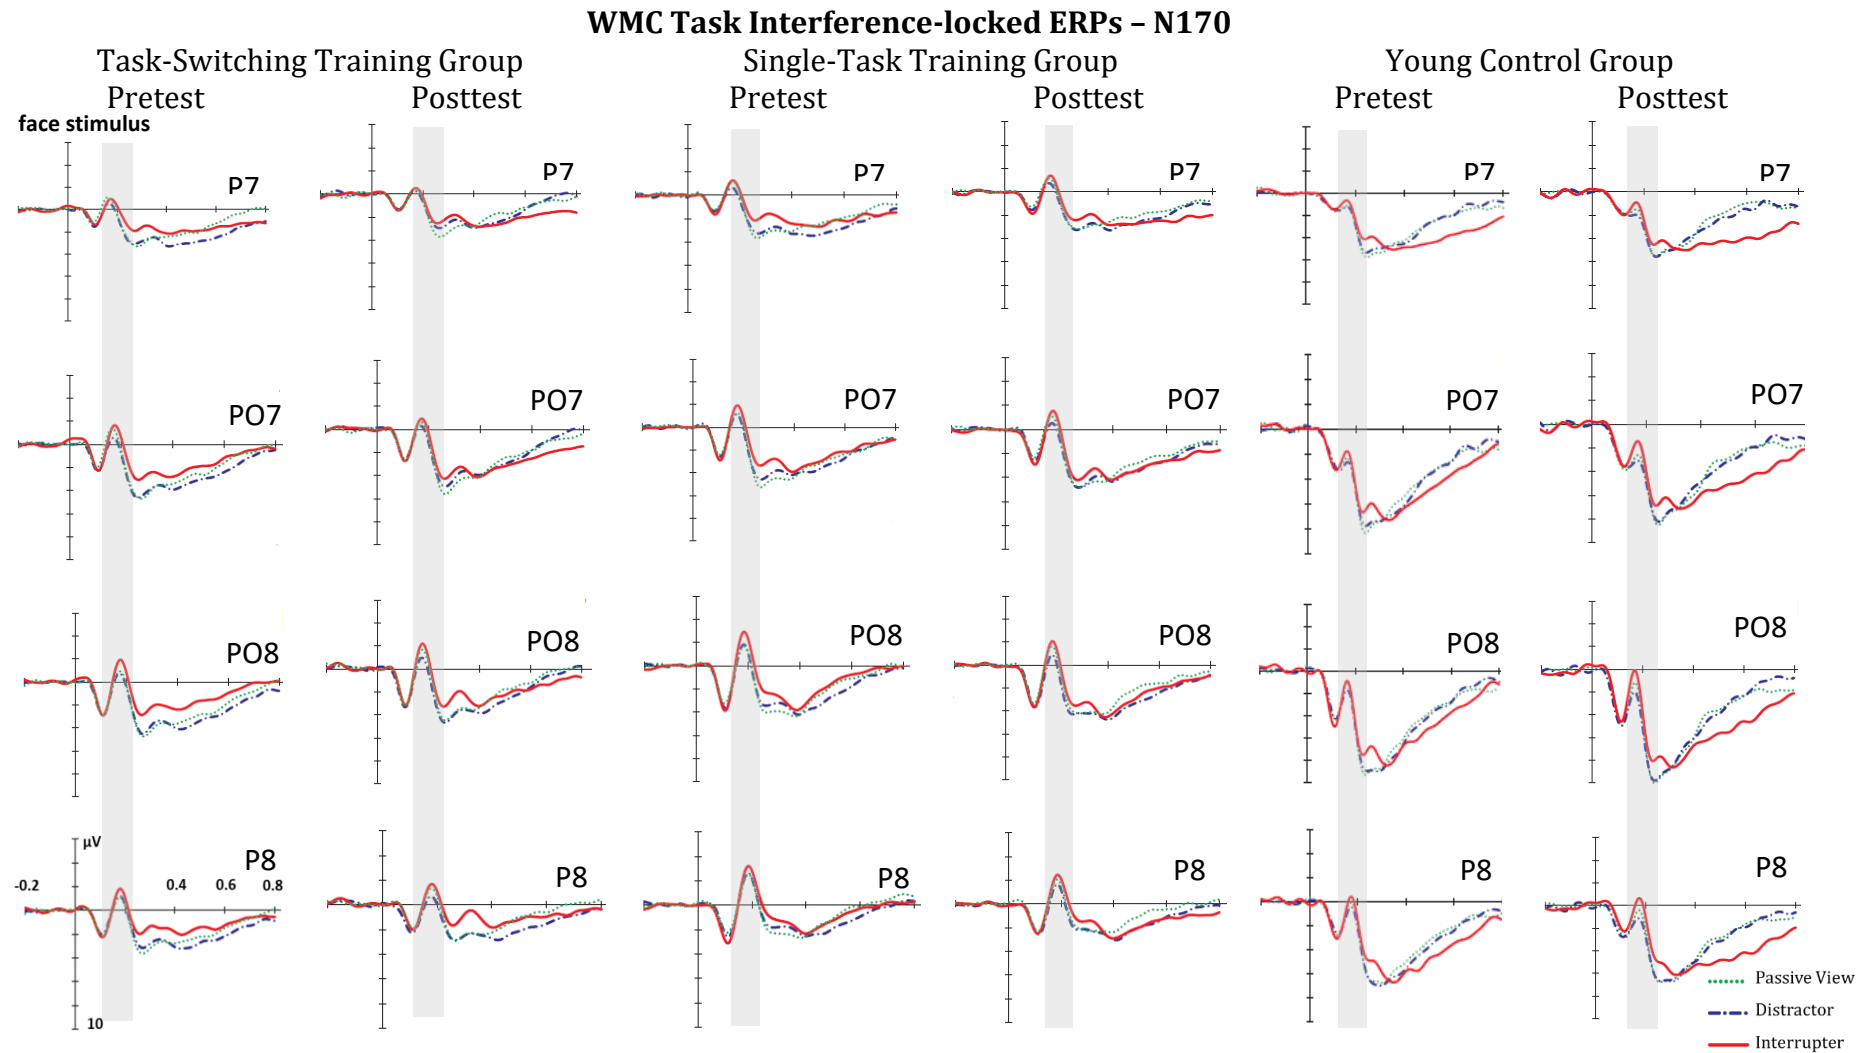 WMC Task Interference-locked ERPs – N170
Task-Switching Training Group
Single-Task Training Group
Young Control Group
Pretest
Posttest
Pretest
Posttest
Pretest
Posttest
face stimulus
P7
P7
P7
P7
P7
P7
PO7
PO7
PO7
PO7
PO7
PO7
PO8
PO8
PO8
PO8
PO8
PO8
µV
P8
P8
P8
P8
P8
P8
-0.2
0.4
0.6
0.8
10
Passive View
Distractor
Interrupter